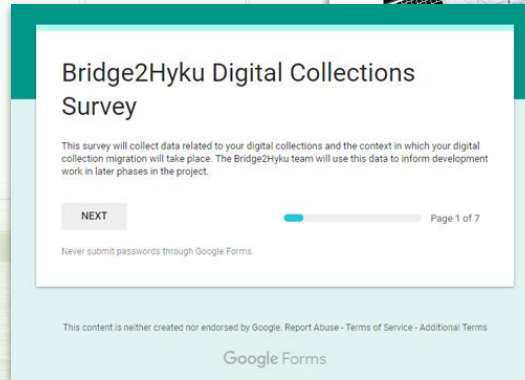 Bridge2Hyku Digital Collections
Survey
This survey will collect data related to your digital collections and the context in which your digital
collection migration will take place. The Bridge2Hyku team will use this data to inform development
work in later phases in the project.
NEXT
Page 1 of 7
Never submit passwords through Google Forms.
This content is neither created nor endorsed by Google. Report Abuse - Terms of Service - Additional Terms
Google Forms